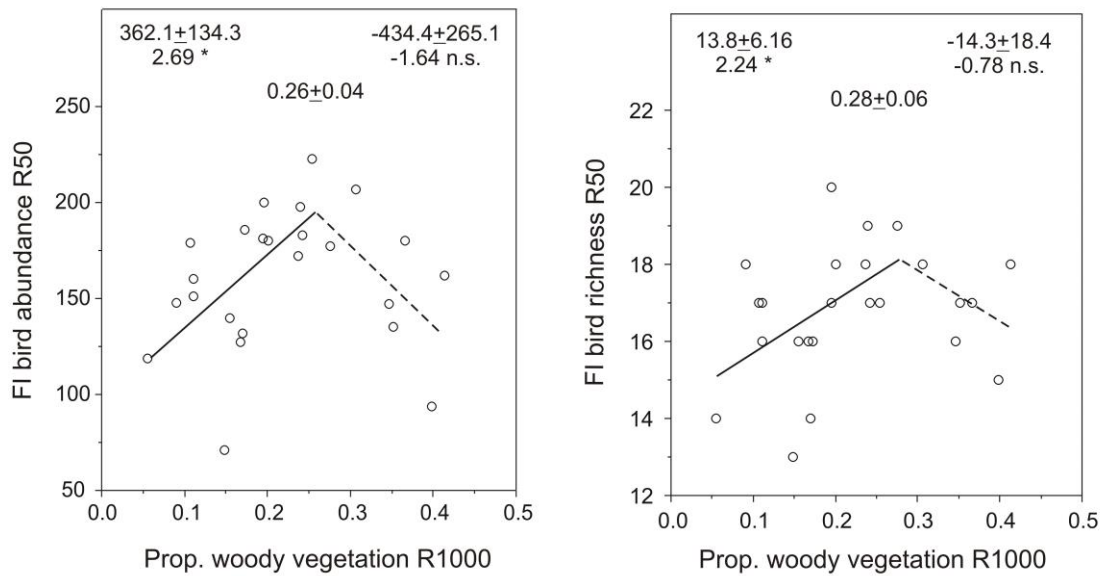 362.1±134.3
2.69 *
-434.4±265.1
-1.64 n.s.
0.26±0.04
FI bird abundance R50
250
200
150
100
50
0.0 0.1 0.2 0.3 0.4 0.5
Prop. woody vegetation R1000
13.8±6.16
2.24 *
-14.3±18.4
-0.78 n.s.
0.28±0.06
FI bird richness R50
22
20
18
16
14
12
0.0 0.1 0.2 0.3 0.4 0.5
Prop. woody vegetation R1000